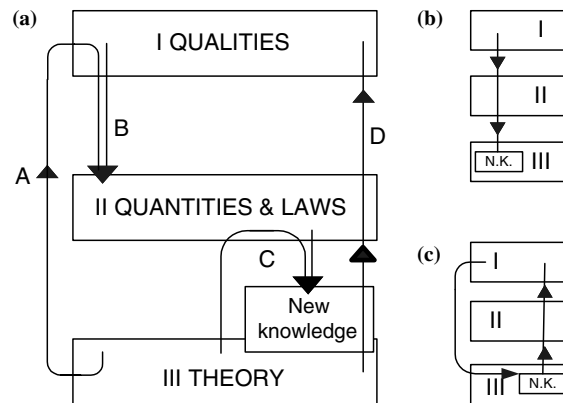 (a)
I QUALITIES
A
B
D
II QUANTITIES & LAWS
C
New
knowledge
III THEORY
(b)
I
II
N.K.
III
(c)
I
II
III
N.K.